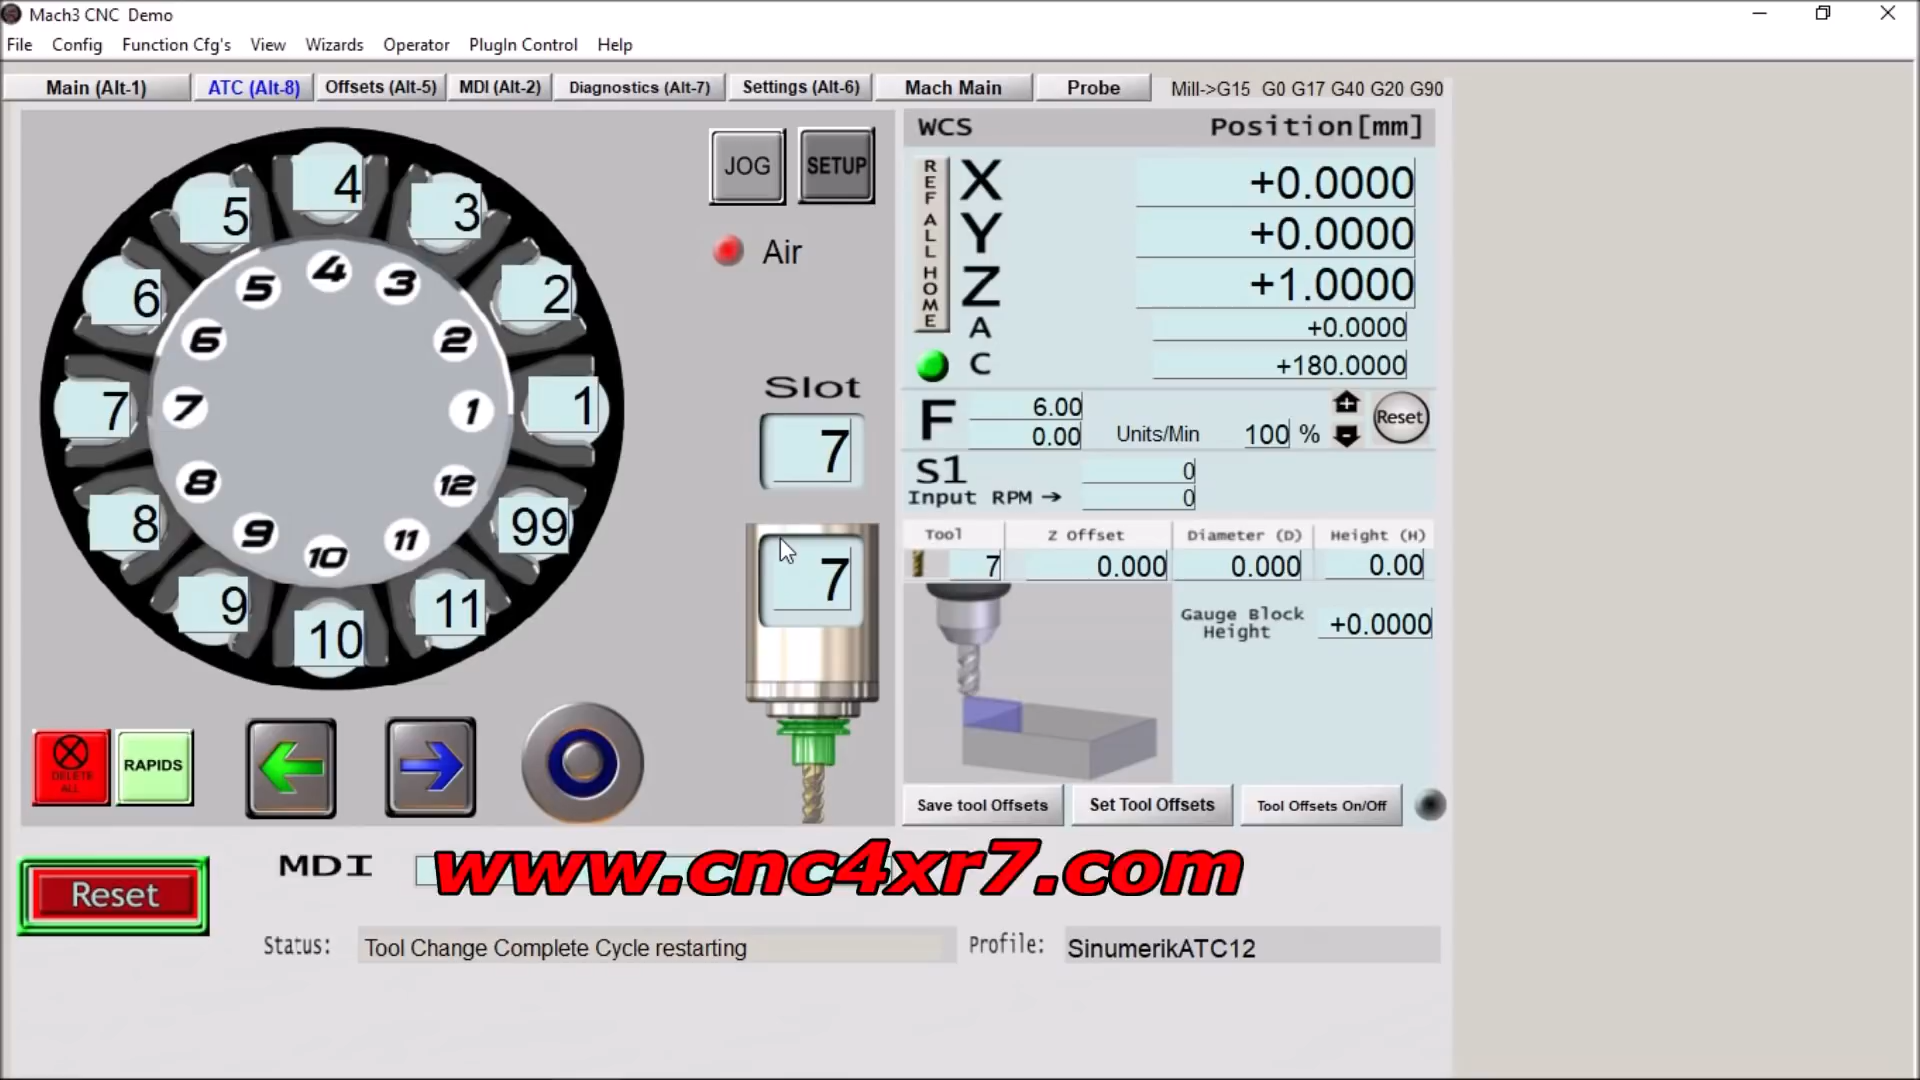 Mach3 CNC Demo
File Config Function Cfg's View Wizards Operator PlugIn Control Help
Main (Alt-1) ATC (Alt-8) Offsets (Alt-5) MDI (Alt-2) Diagnostics (Alt-7) Settings (Alt-6) Mach Main Probe Mill->G15 G0 G17 G40 G20 G90
4
5
3
6
2
7
1
8
99
9
11
10
4
5
3
6
2
7
1
8
12
9
11
10
JOG SETUP
Air
Slot
7
7
DELETE
ALL
RAPIDS
WCS Position[mm]
REF ALL HOME
X +0.0000
Y +0.0000
Z +1.0000
A +0.0000
C +180.0000
F 6.00
0.00 Units/Min 100 % Reset
S1 0
Input RPM → 0
Tool Z Offset Diameter (D) Height (H)
7 0.000 0.000 0.00
Gauge Block
Height +0.0000
Save tool Offsets Set Tool Offsets Tool Offsets On/Off
Reset
MDI
www.cnc4xr7.com
Status: Tool Change Complete Cycle restarting Profile: SinumerikATC12